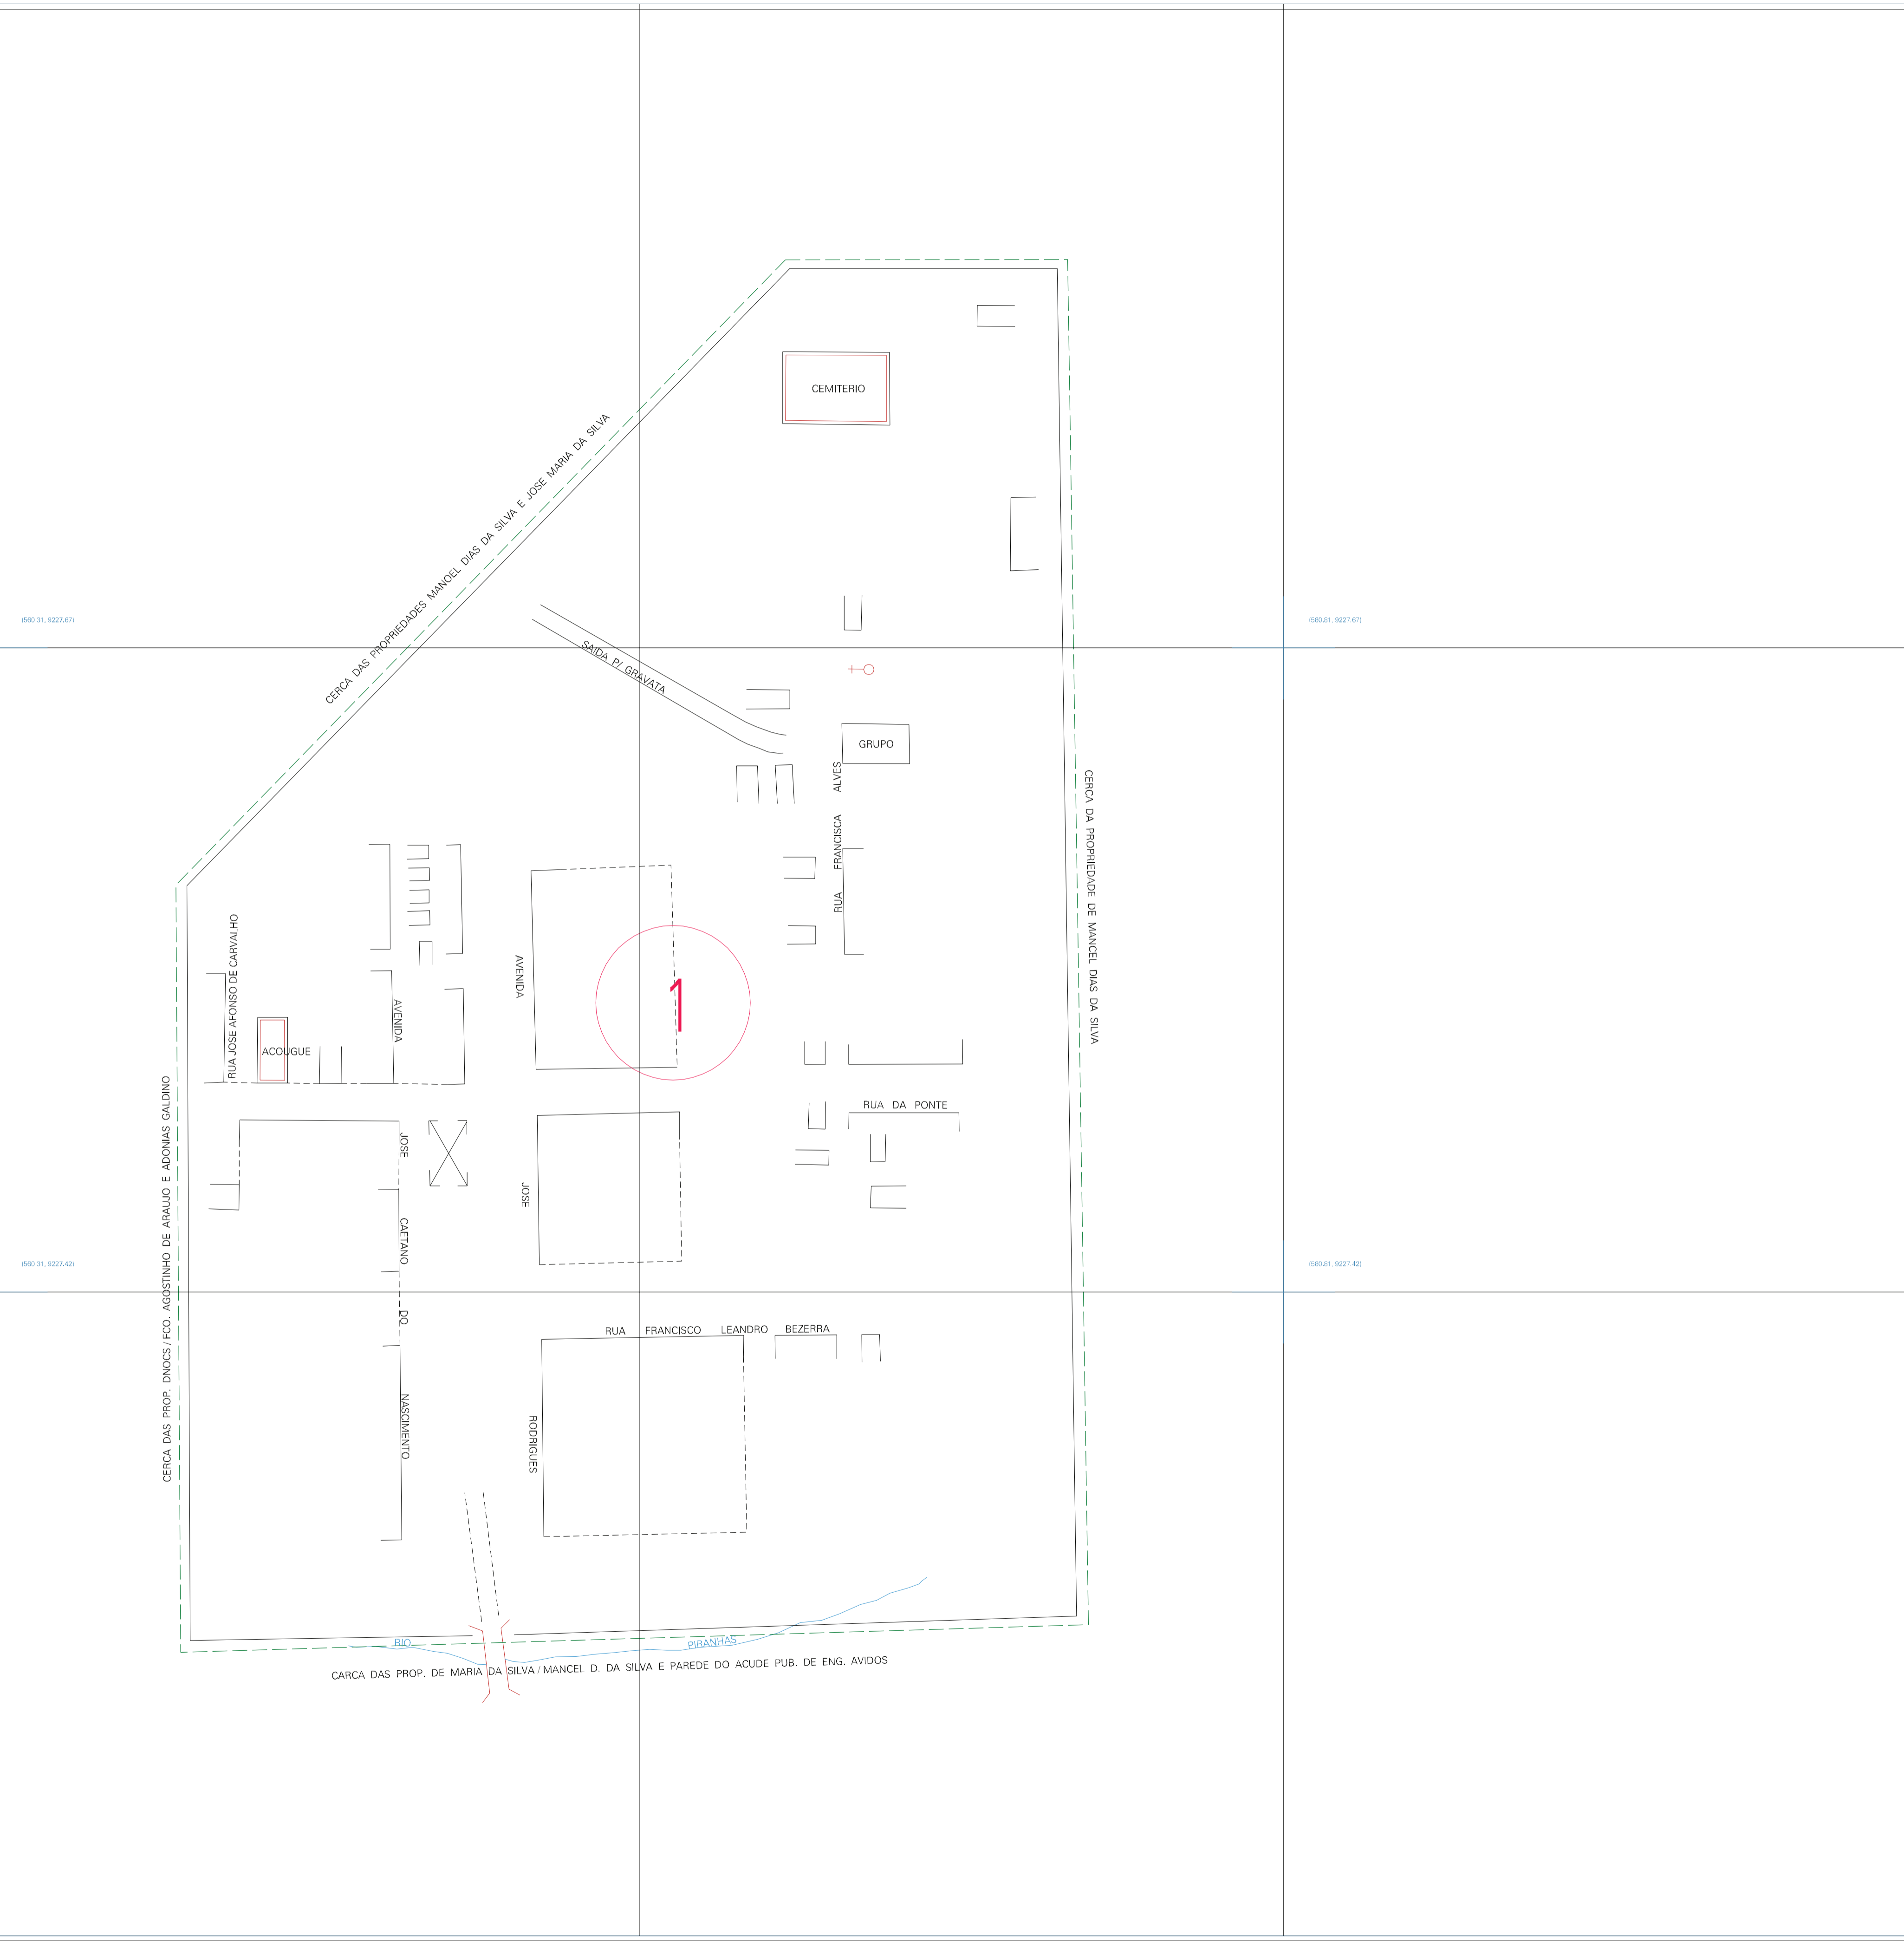 CEMITERIO
CERCA DAS PROPRIEDADES MANOEL DIAS DA SILVA E JOSE MARIA DA SILVA
(560.31, 9227.67)
(560.81, 9227.67)
SAIDA P/ GRAVATA
GRUPO
RUA FRANCISCA ALVES
CERCA DA PROPRIEDADE DE MANCEL DIAS DA SILVA
RUA JOSE AFONSO DE CARVALHO
ACOUGUE
AVENIDA JOSE CAETANO DO NASCIMENTO
AVENIDA JOSE RODRIGUES
1
RUA DA PONTE
CERCA DAS PROP. DNOCS / FCO. AGOSTINHO DE ARAUJO E ADONIAS GALDINO
(560.31, 9227.42)
(560.81, 9227.42)
RUA FRANCISCO LEANDRO BEZERRA
RIO PIRANHAS
CARCA DAS PROP. DE MARIA DA SILVA / MANCEL D. DA SILVA E PAREDE DO ACUDE PUB. DE ENG. AVIDOS